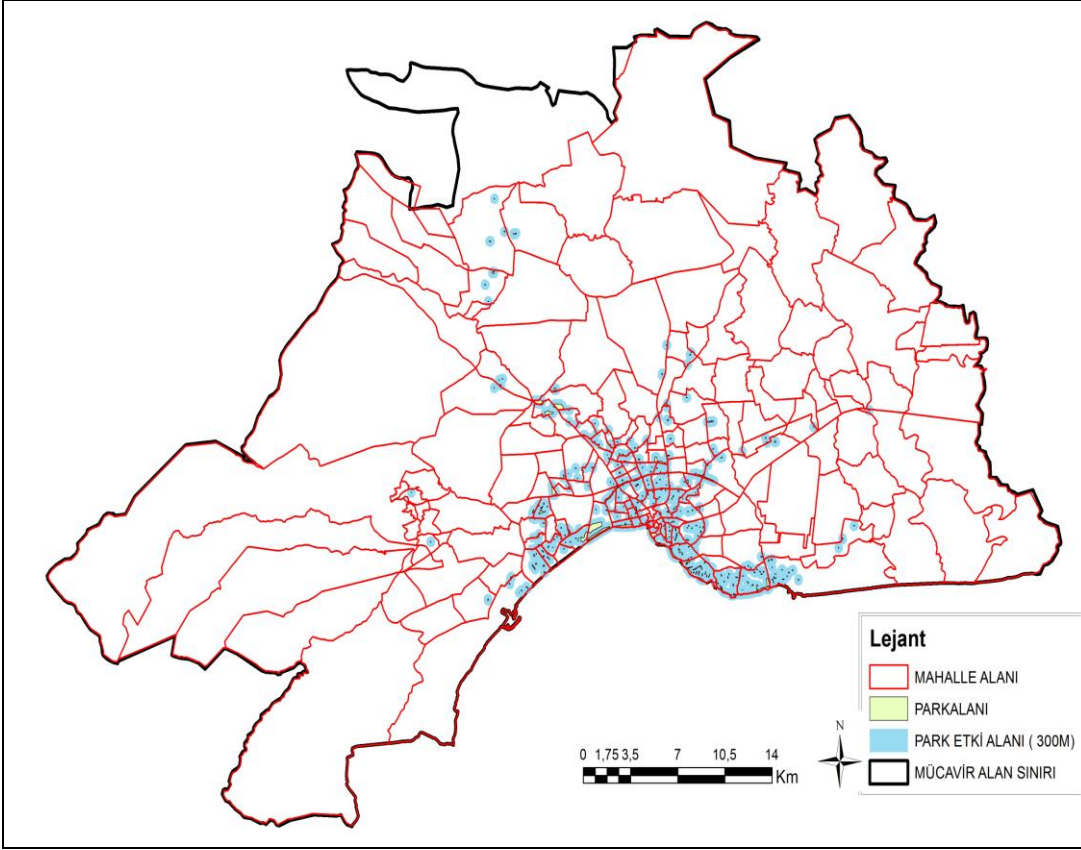 Lejant
MAHALLE ALANI
PARKALANI
PARK ETKİ ALANI ( 300M)
MÜCAVİR ALAN SINIRI
N
0 1,75 3,5 7 10,5 14
Km